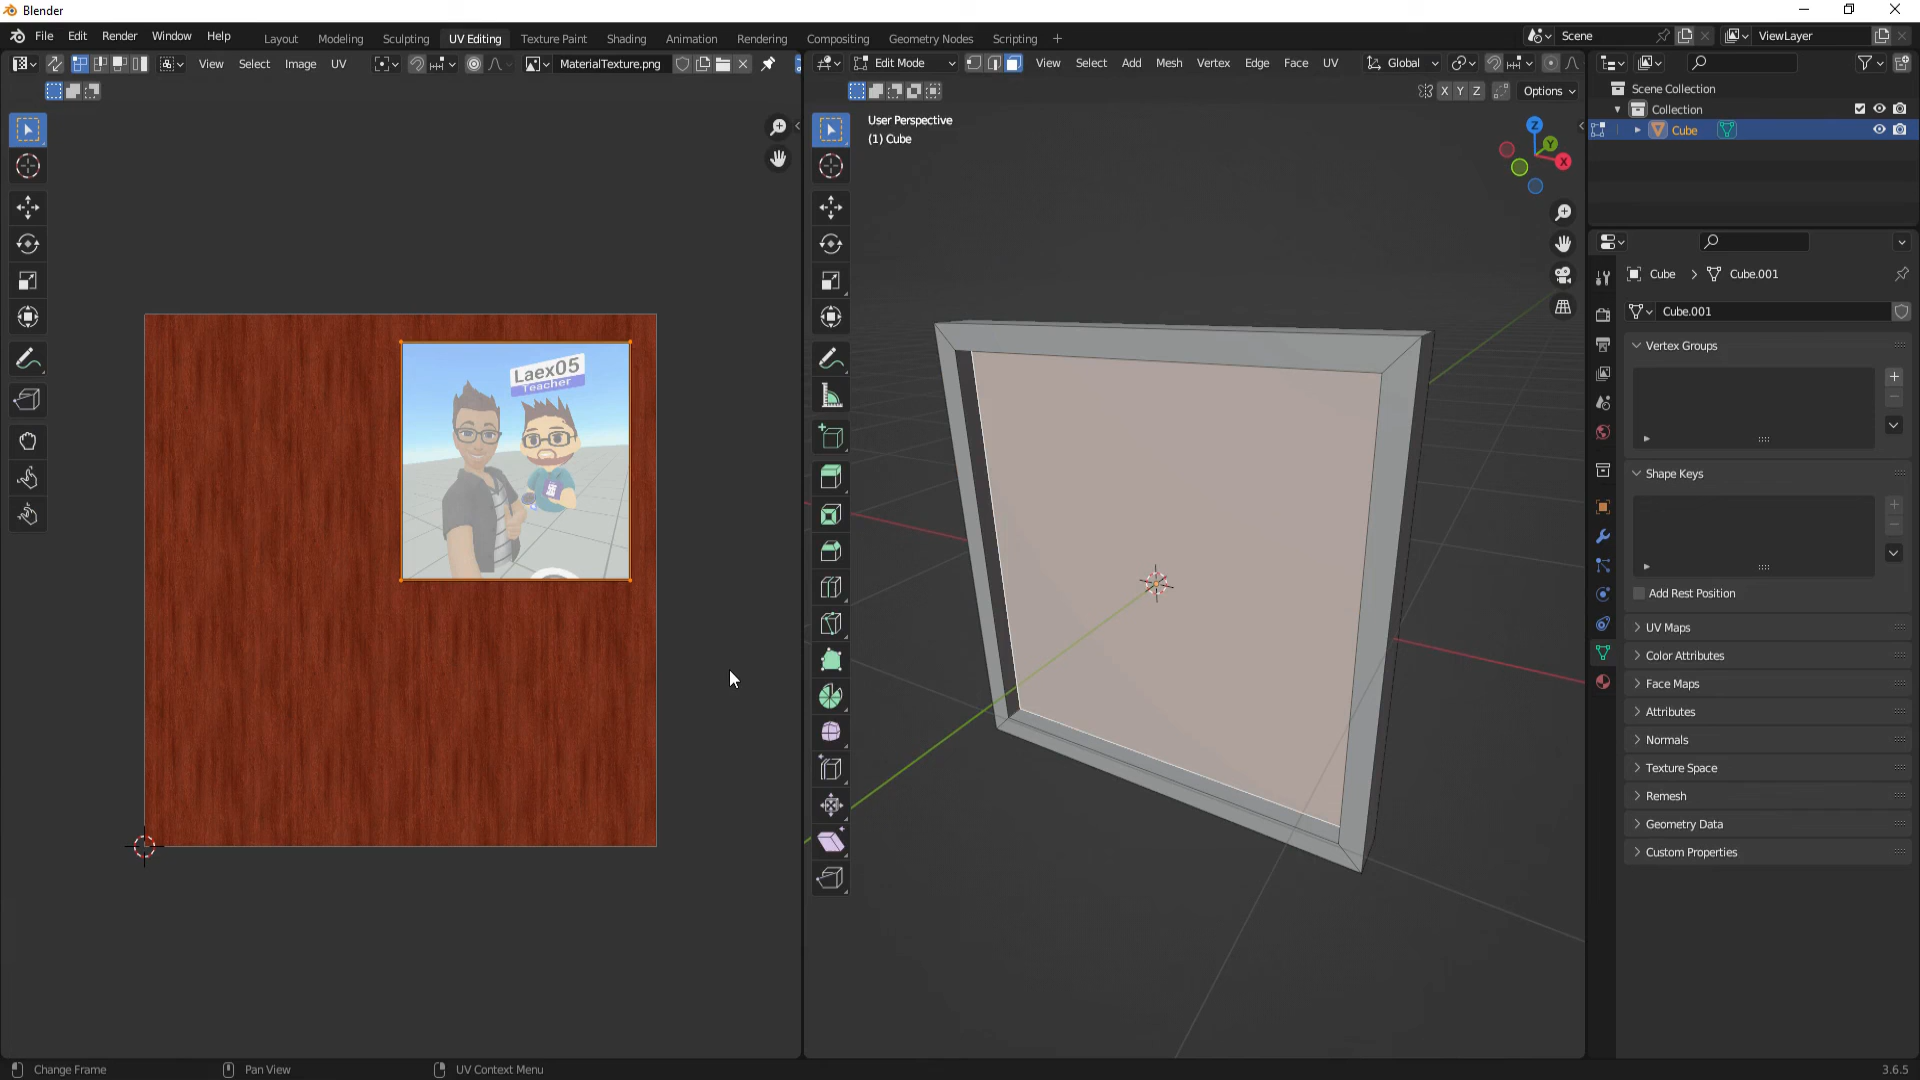 Blender
File Edit Render Window Help
Layout Modeling Sculpting UV Editing Texture Paint Shading Animation Rendering Compositing Geometry Nodes Scripting +
Scene
ViewLayer
View Select Image UV
MaterialTexture.png
Edit Mode
View Select Add Mesh Vertex Edge Face UV
Global
X Y Z
Options
User Perspective
(1) Cube
Z
Y
X
Laex05
Teacher
Scene Collection
Collection
Cube
Cube > Cube.001
Cube.001
Vertex Groups
Shape Keys
Add Rest Position
UV Maps
Color Attributes
Face Maps
Attributes
Normals
Texture Space
Remesh
Geometry Data
Custom Properties
Change Frame
Pan View
UV Context Menu
3.6.5